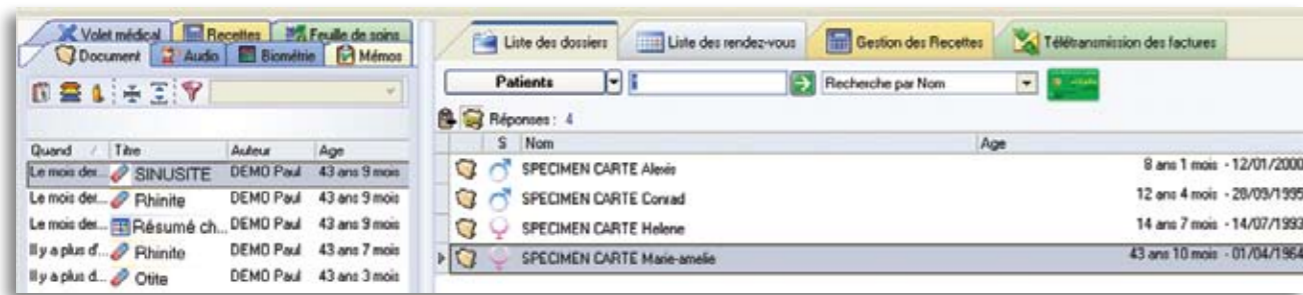 Volet médical Recettes Feuille de soins
Document Audio Biométrie Mémos
Quand / Titre Auteur Age
Le mois der... SINUSITE DEMO Paul 43 ans 9 mois
Le mois der... Rhinite DEMO Paul 43 ans 9 mois
Le mois der... Résumé ch... DEMO Paul 43 ans 9 mois
Il y a plus d'... Rhinite DEMO Paul 43 ans 7 mois
Il y a plus d... Otite DEMO Paul 43 ans 3 mois
Liste des dossiers Liste des rendez-vous Gestion des Recettes Télétransmission des factures
Patients Recherche par Nom
Réponses : 4
S Nom Age
SPECIMEN CARTE Alexis 8 ans 1 mois - 12/01/2000
SPECIMEN CARTE Conrad 12 ans 4 mois - 28/09/1995
SPECIMEN CARTE Helene 14 ans 7 mois - 14/07/1993
SPECIMEN CARTE Marie-amelie 43 ans 10 mois - 01/04/1964